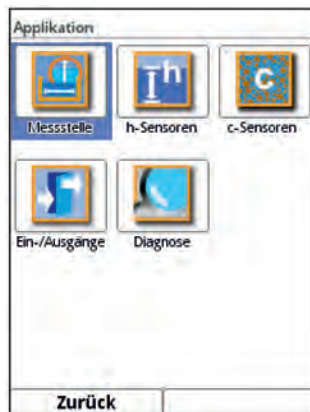 Applikation
Messstelle h-Sensoren c-Sensoren
h
c
Ein-/Ausgänge Diagnose
Zurück